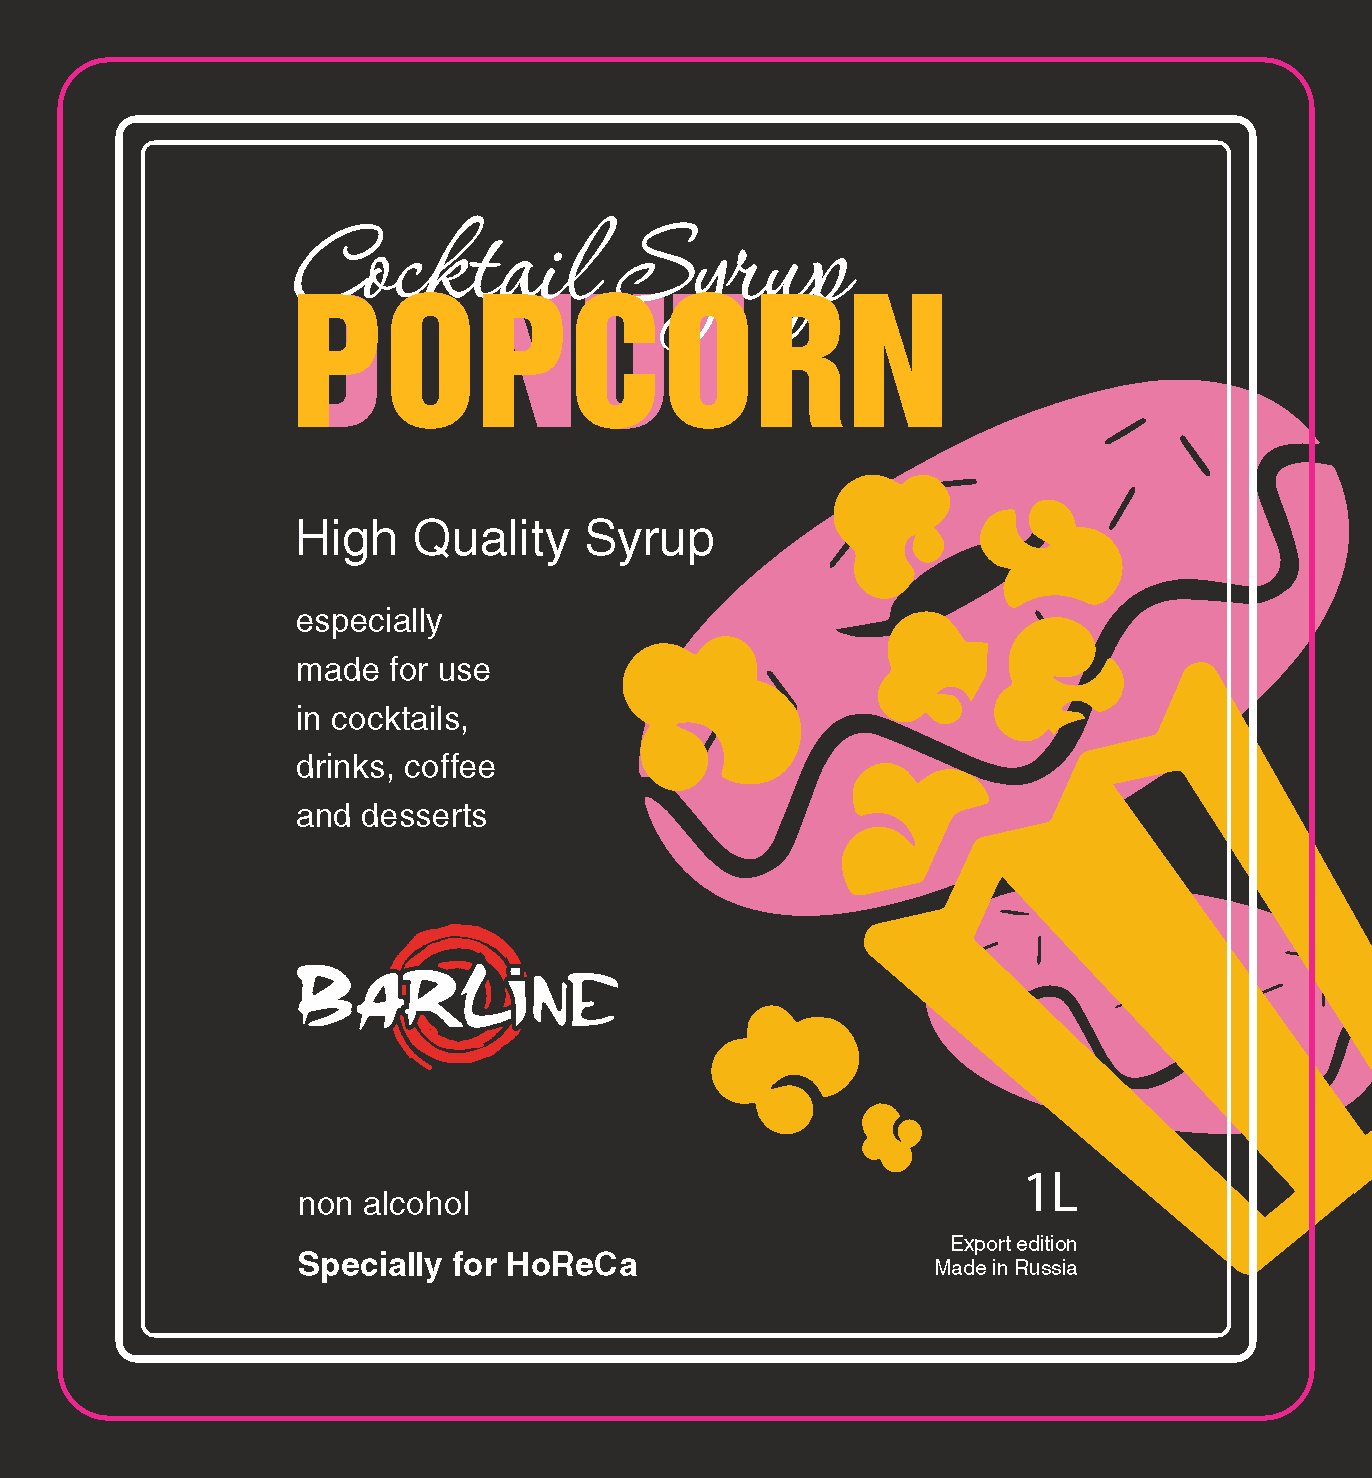 Cocktail Syrup
POPCORN
High Quality Syrup
especially
made for use
in cocktails,
drinks, coffee
and desserts
BARLiNE
non alcohol
Specially for HoReCa
1L
Export edition
Made in Russia